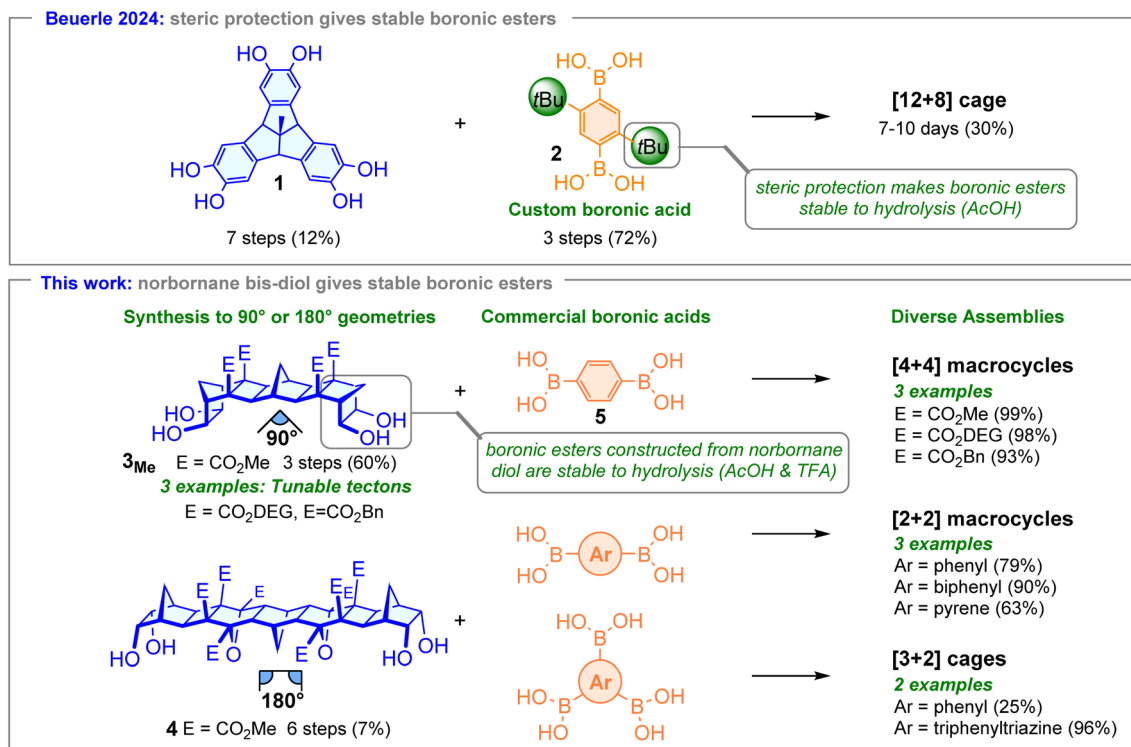 Beuerle 2024: steric protection gives stable boronic esters
HO
OH
HO
HO
OH
OH
1
7 steps (12%)
+
HO
OH
B
tBu
tBu
2
B
HO
OH
Custom boronic acid
3 steps (72%)
[12+8] cage
7-10 days (30%)
steric protection makes boronic esters
stable to hydrolysis (AcOH)
This work: norbornane bis-diol gives stable boronic esters
Synthesis to 90° or 180° geometries
Commercial boronic acids
Diverse Assemblies
E
E
E
E
HO
HO
OH
OH
90°
3Me E = CO2Me 3 steps (60%)
3 examples: Tunable tectons
E = CO2DEG, E=CO2Bn
+
HO
B
HO
OH
B
OH
5
boronic esters constructed from norbornane
diol are stable to hydrolysis (AcOH & TFA)
[4+4] macrocycles
3 examples
E = CO2Me (99%)
E = CO2DEG (98%)
E = CO2Bn (93%)
HO
B
HO
Ar
OH
B
OH
[2+2] macrocycles
3 examples
Ar = phenyl (79%)
Ar = biphenyl (90%)
Ar = pyrene (63%)
E
E
E
E
E
E
O
O
HO
OH
HO
OH
180°
4 E = CO2Me 6 steps (7%)
+
HO
OH
B
Ar
HO
B
HO
OH
B
OH
[3+2] cages
2 examples
Ar = phenyl (25%)
Ar = triphenyltriazine (96%)